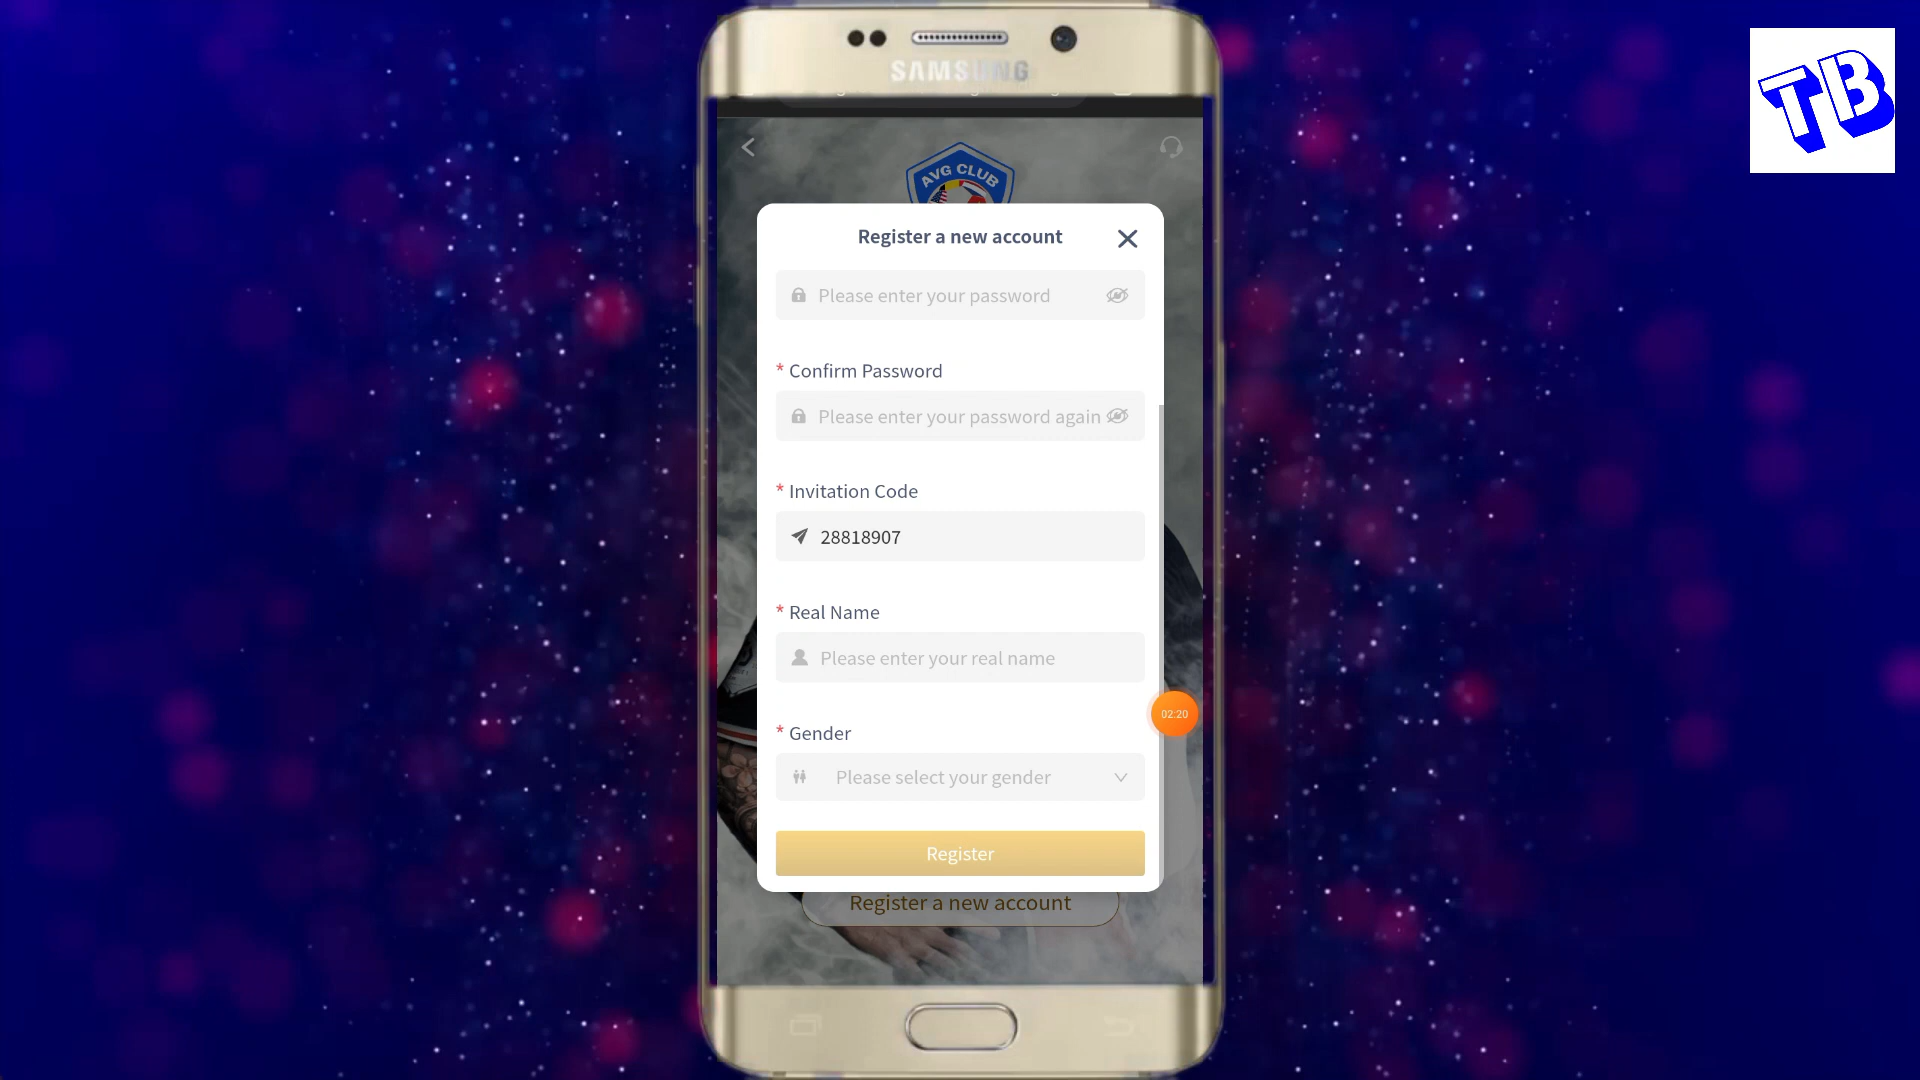 SAMSUNG
TB
AVG CLUB
Register a new account
Please enter your password
* Confirm Password
Please enter your password again
* Invitation Code
28818907
* Real Name
Please enter your real name
02:20
* Gender
Please select your gender
Register
Register a new account